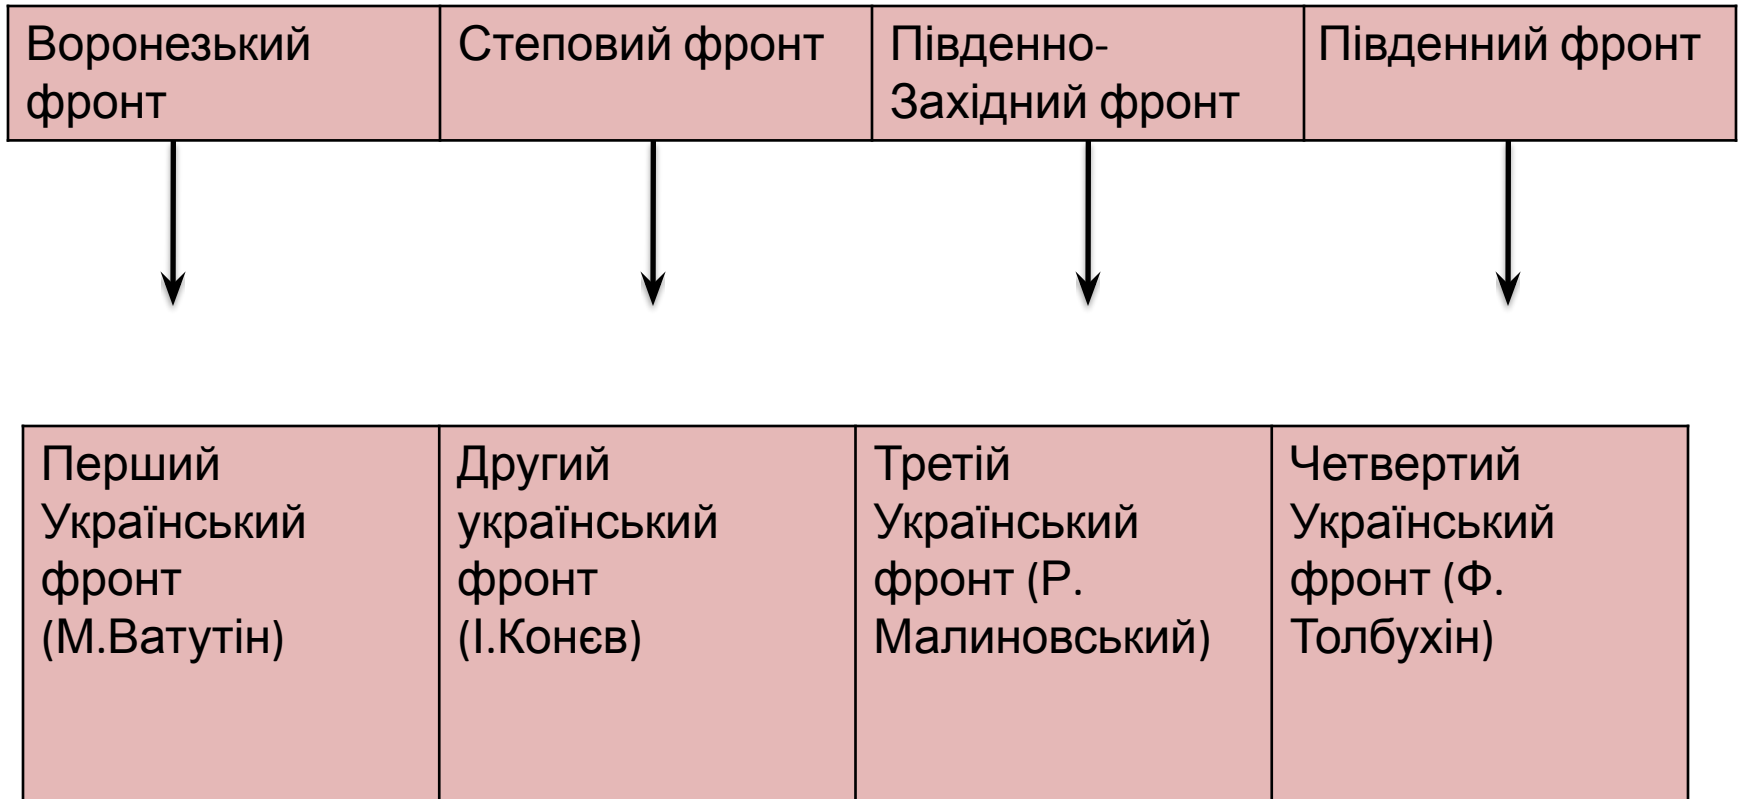 Воронезький
фронт
Степовий фронт
Південно-
Західний фронт
Південний фронт
Перший
Український
фронт
(М.Ватутін)
Другий
український
фронт
(І.Конєв)
Третій
Український
фронт (Р.
Малиновський)
Четвертий
Український
фронт (Ф.
Толбухін)